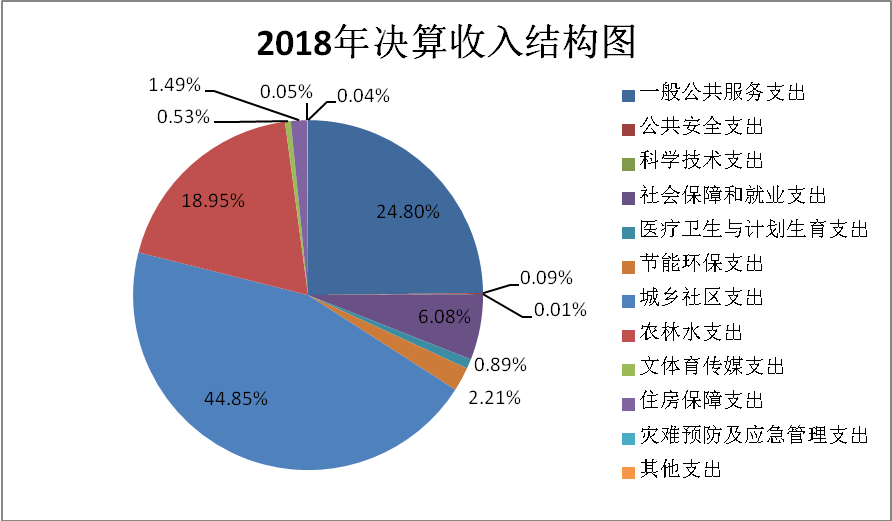 2018年决算收入结构图
1.49%
0.05%
0.04%
0.53%
18.95%
24.80%
0.09%
0.01%
6.08%
0.89%
2.21%
44.85%
一般公共服务支出
公共安全支出
科学技术支出
社会保障和就业支出
医疗卫生与计划生育支出
节能环保支出
城乡社区支出
农林水支出
文体育传媒支出
住房保障支出
灾难预防及应急管理支出
其他支出